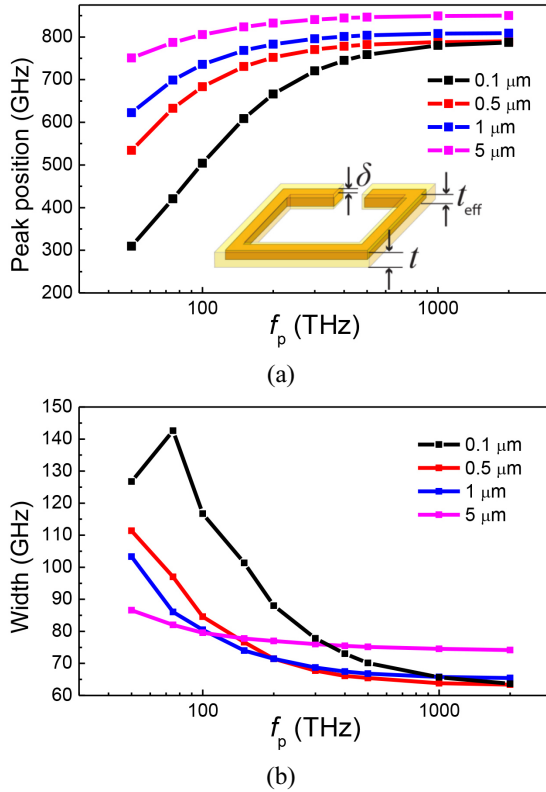 900
800
700
600
500
400
300
200
Peak position (GHz)
0.1 μm
0.5 μm
1 μm
5 μm
δ
t_eff
t
100
1000
f_p (THz)
(a)
150
140
130
120
110
100
90
80
70
60
Width (GHz)
0.1 μm
0.5 μm
1 μm
5 μm
100
1000
f_p (THz)
(b)